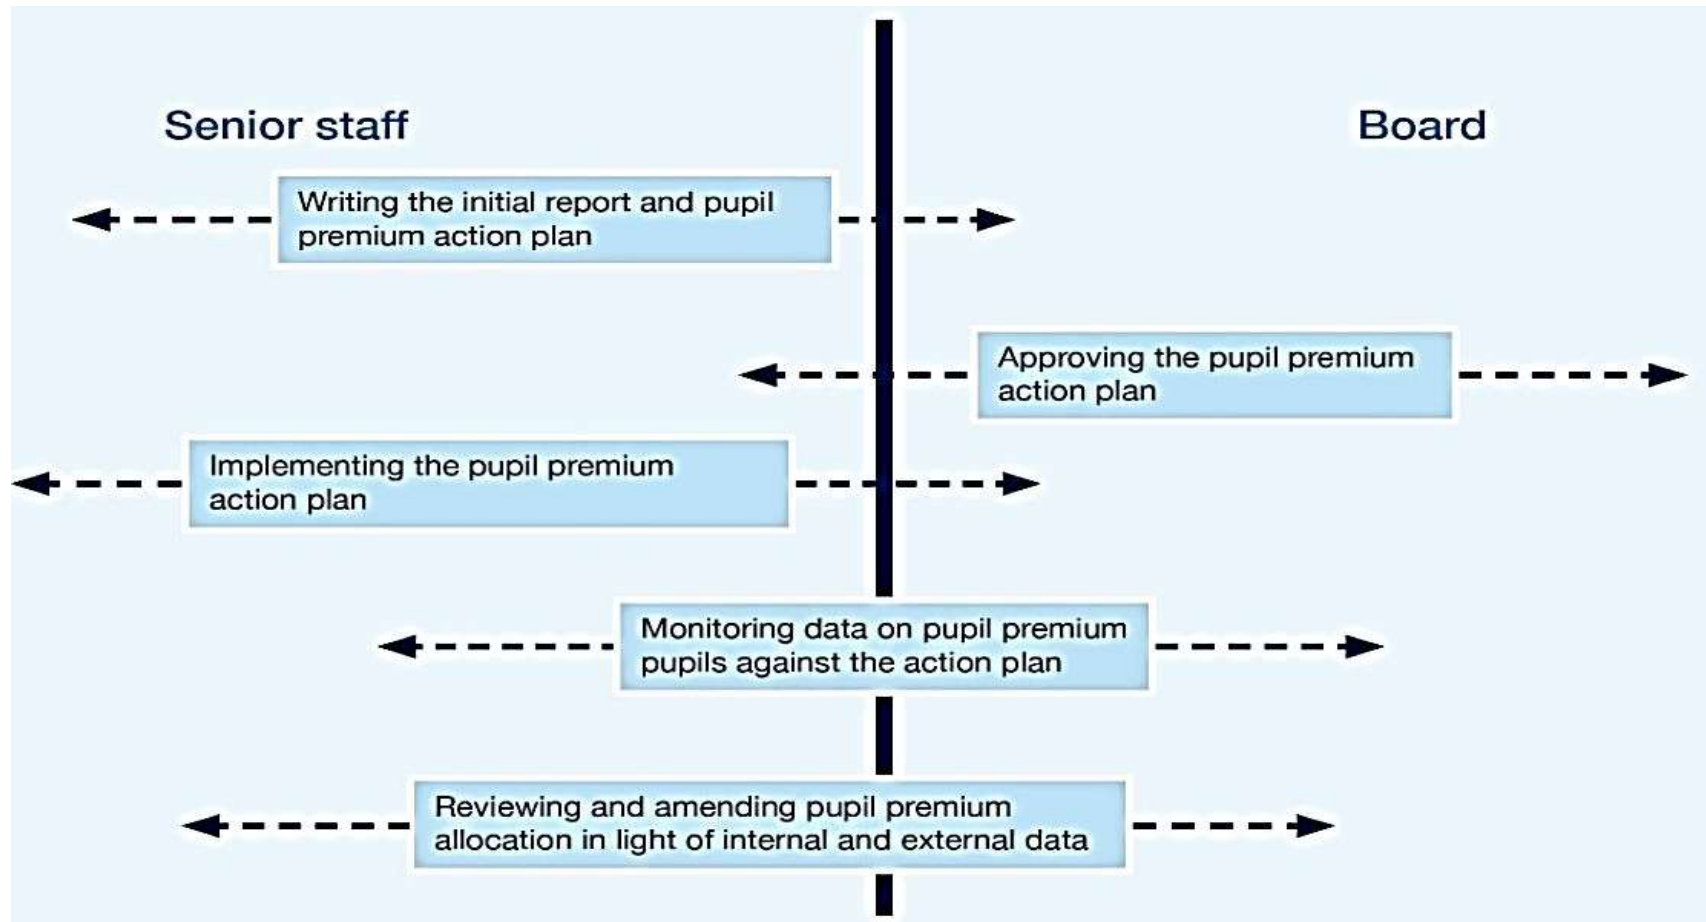 Senior staff
Board
Writing the initial report and pupil
premium action plan
Approving the pupil premium
action plan
Implementing the pupil premium
action plan
Monitoring data on pupil premium
pupils against the action plan
Reviewing and amending pupil premium
allocation in light of internal and external data